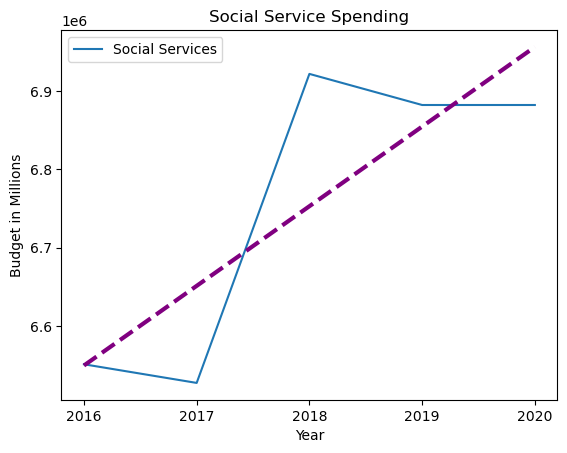 Social Service Spending
1e6
Social Services
6.9
6.8
6.7
6.6
Budget in Millions
2016 2017 2018 2019 2020
Year